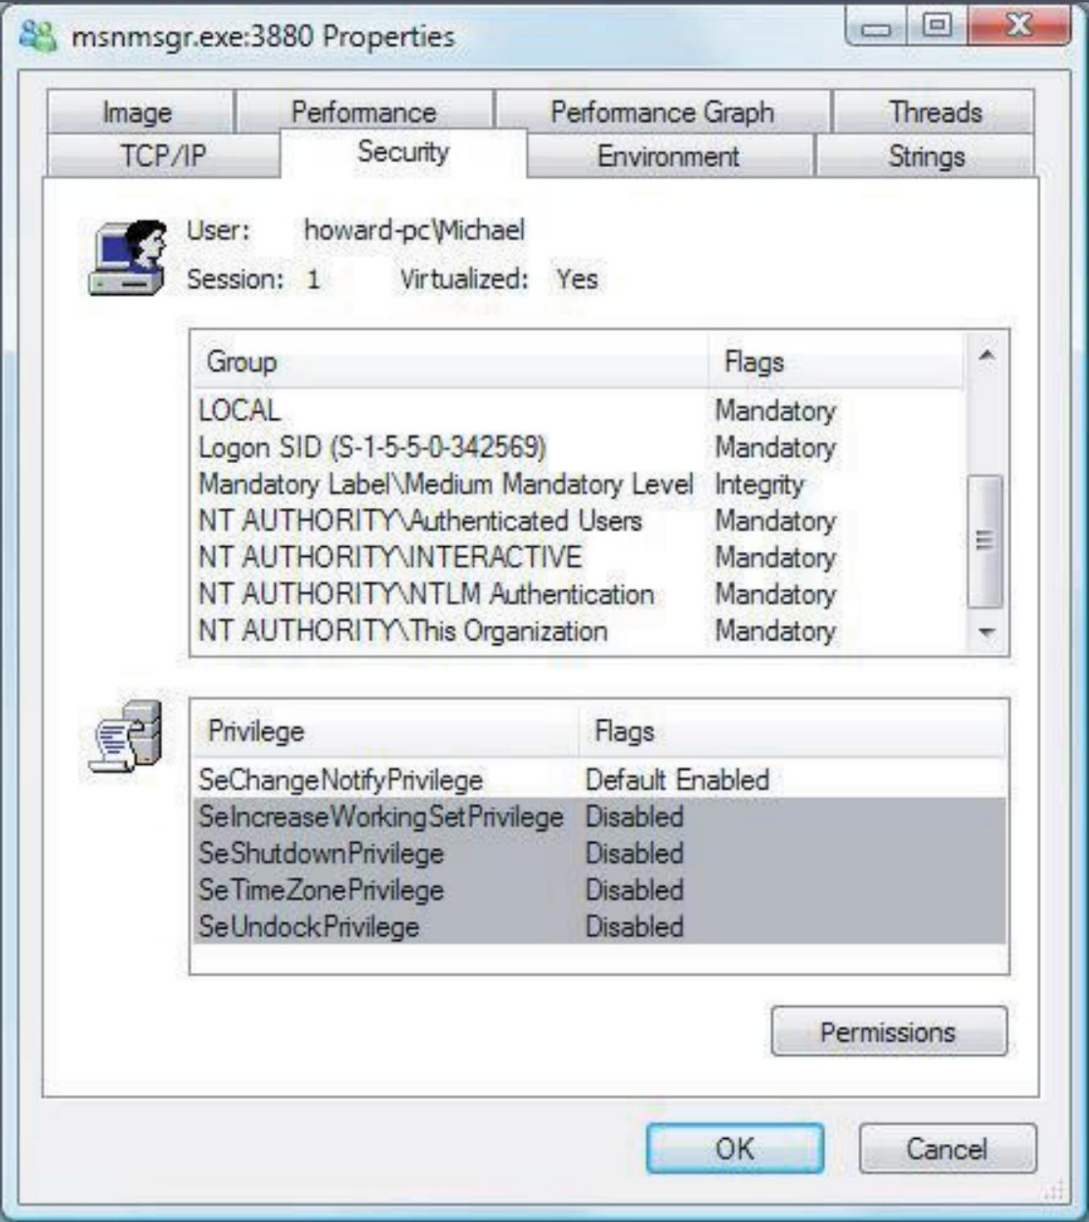 msnmsgr.exe:3880 Properties
Image Performance Performance Graph Threads
TCP/IP Security Environment Strings
User: howard-pc\Michael
Session: 1 Virtualized: Yes
Group Flags
LOCAL Mandatory
Logon SID (S-1-5-5-0-342569) Mandatory
Mandatory Label\Medium Mandatory Level Integrity
NT AUTHORITY\Authenticated Users Mandatory
NT AUTHORITY\INTERACTIVE Mandatory
NT AUTHORITY\NTLM Authentication Mandatory
NT AUTHORITY\This Organization Mandatory
Privilege Flags
SeChangeNotifyPrivilege Default Enabled
SeIncreaseWorkingSetPrivilege Disabled
SeShutdownPrivilege Disabled
SeTimeZonePrivilege Disabled
SeUndockPrivilege Disabled
Permissions
OK Cancel